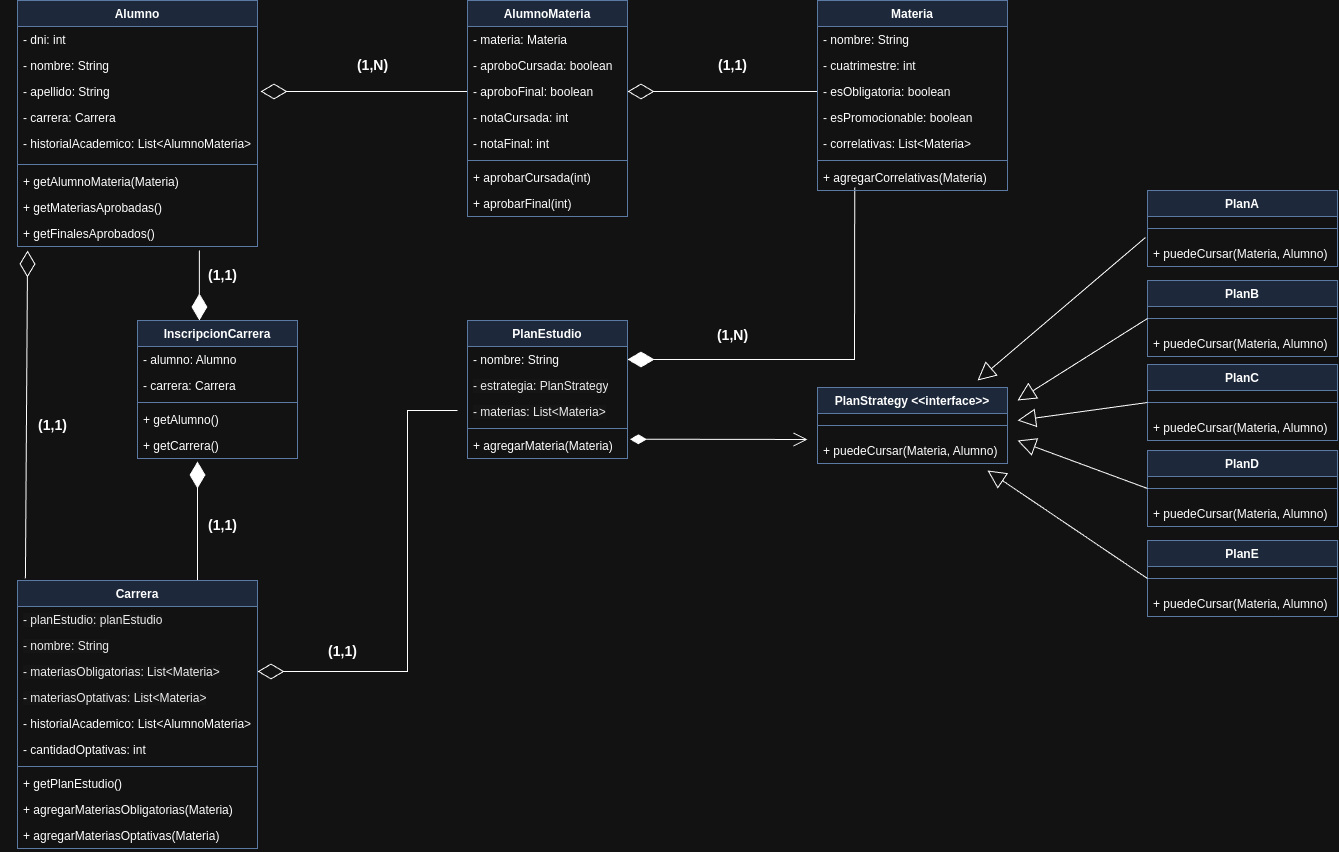 Alumno
- dni: int
- nombre: String
- apellido: String
- carrera: Carrera
- historialAcademico: List<AlumnoMateria>
+ getAlumnoMateria(Materia)
+ getMateriasAprobadas()
+ getFinalesAprobados()
(1,N)
AlumnoMateria
- materia: Materia
- aproboCursada: boolean
- aproboFinal: boolean
- notaCursada: int
- notaFinal: int
+ aprobarCursada(int)
+ aprobarFinal(int)
(1,1)
Materia
- nombre: String
- cuatrimestre: int
- esObligatoria: boolean
- esPromocionable: boolean
- correlativas: List<Materia>
+ agregarCorrelativas(Materia)
(1,1)
InscripcionCarrera
- alumno: Alumno
- carrera: Carrera
+ getAlumno()
+ getCarrera()
(1,1)
(1,1)
PlanEstudio
- nombre: String
- estrategia: PlanStrategy
- materias: List<Materia>
+ agregarMateria(Materia)
(1,N)
PlanStrategy <<interface>>
+ puedeCursar(Materia, Alumno)
PlanA
+ puedeCursar(Materia, Alumno)
PlanB
+ puedeCursar(Materia, Alumno)
PlanC
+ puedeCursar(Materia, Alumno)
PlanD
+ puedeCursar(Materia, Alumno)
PlanE
+ puedeCursar(Materia, Alumno)
Carrera
- planEstudio: planEstudio
- nombre: String
- materiasObligatorias: List<Materia>
- materiasOptativas: List<Materia>
- historialAcademico: List<AlumnoMateria>
- cantidadOptativas: int
+ getPlanEstudio()
+ agregarMateriasObligatorias(Materia)
+ agregarMateriasOptativas(Materia)
(1,1)